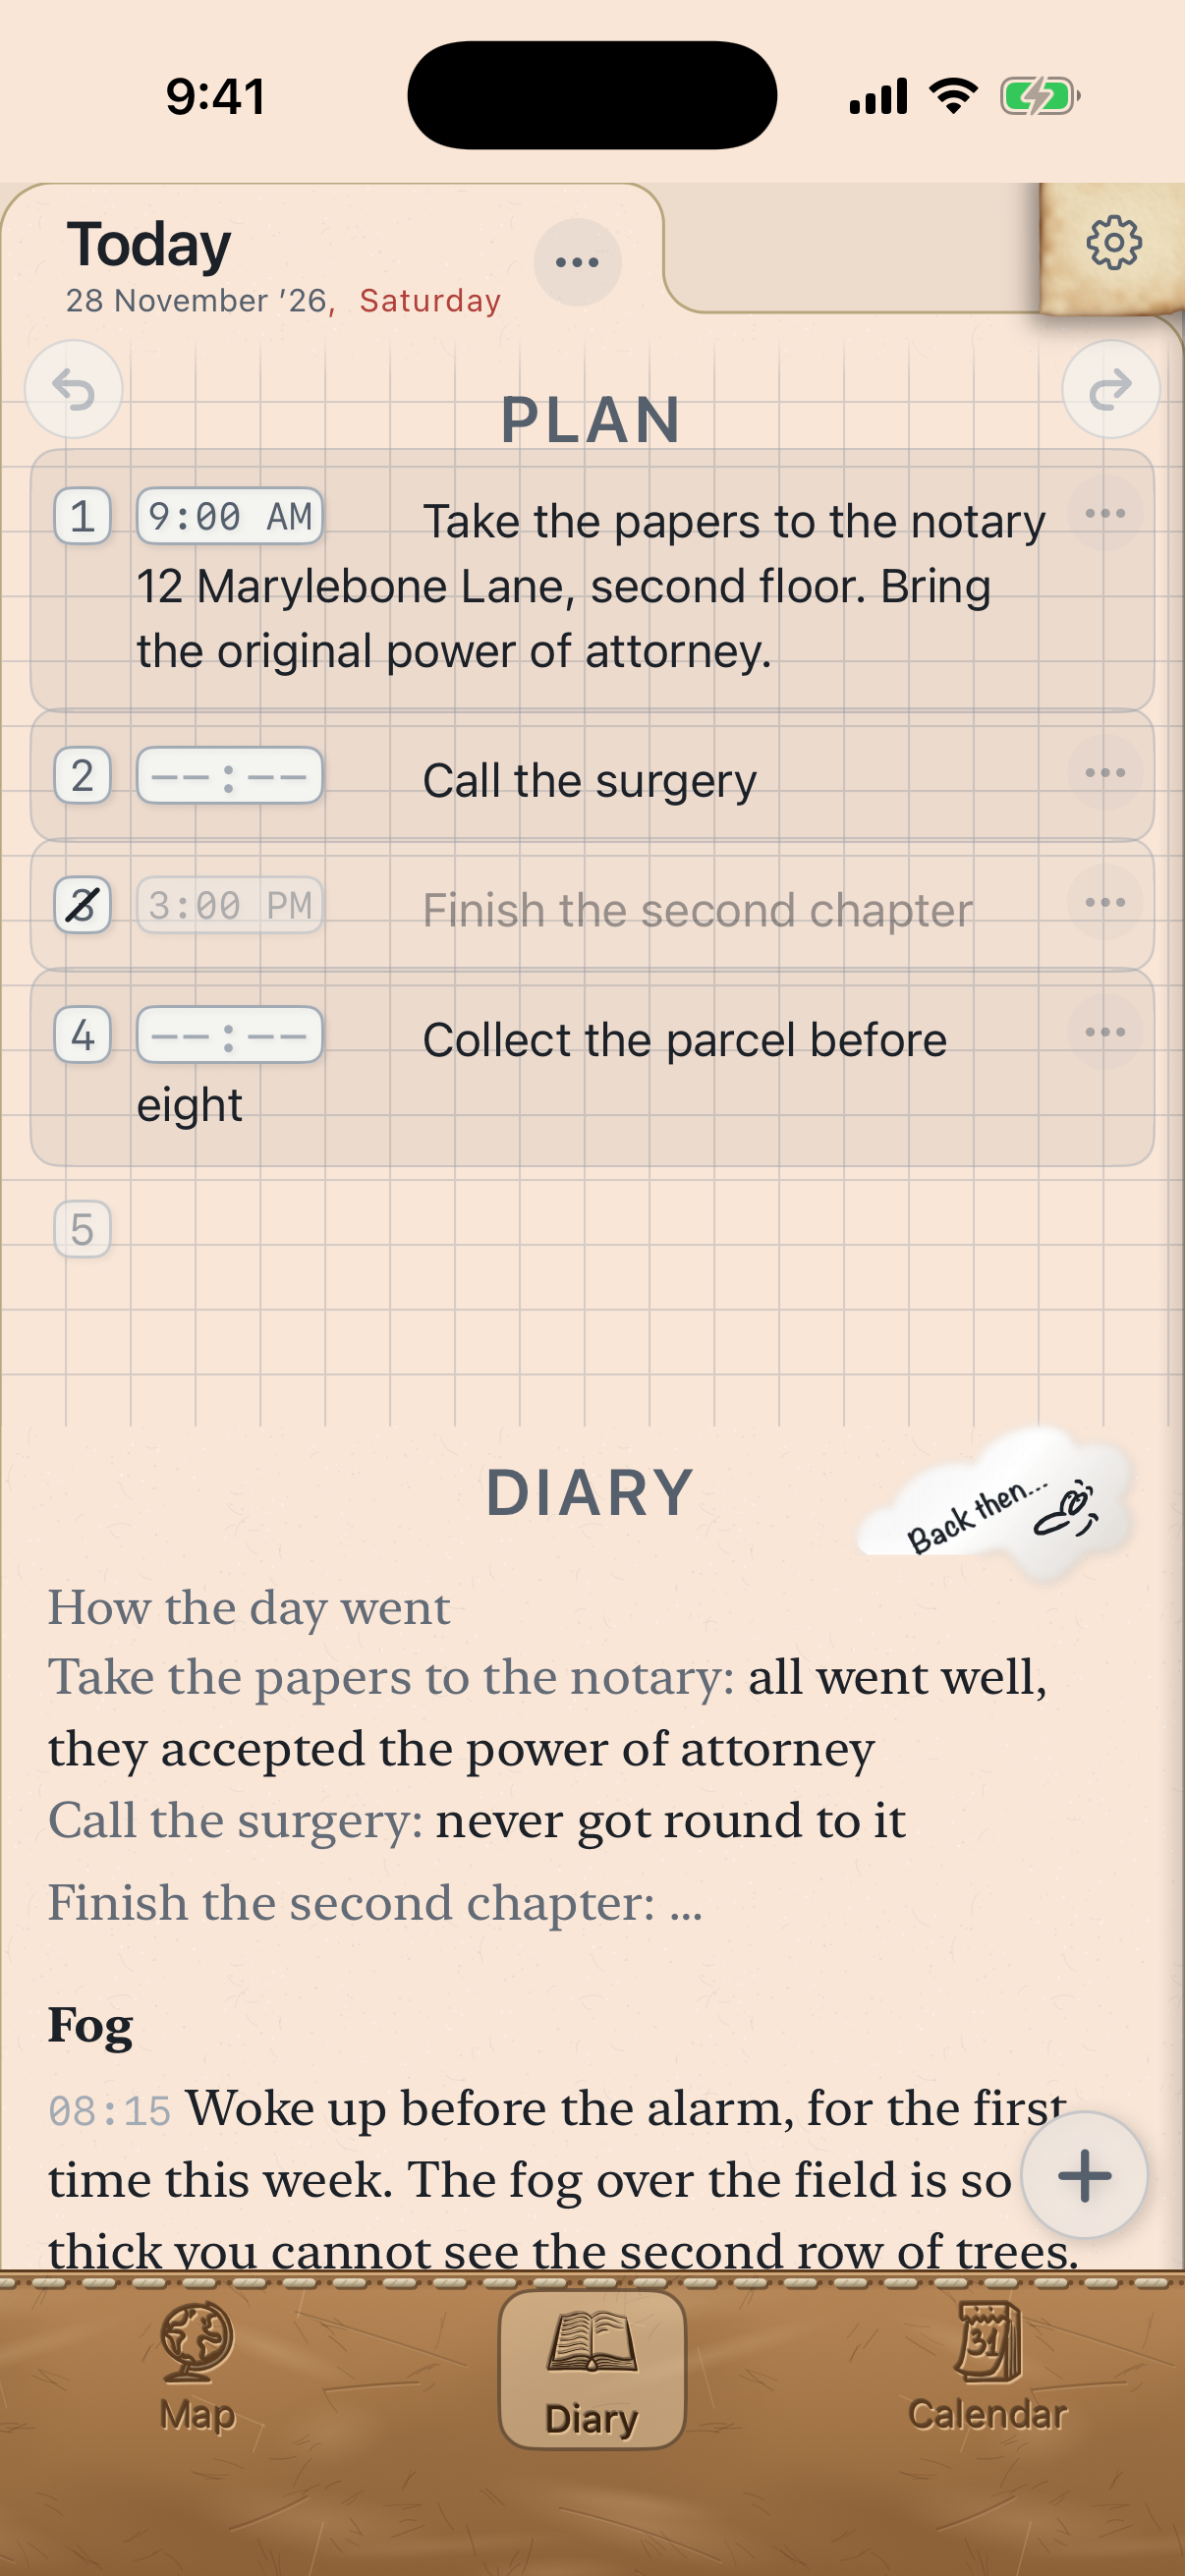 9:41
Today
28 November ’26, Saturday
PLAN
1 9:00 AM Take the papers to the notary
12 Marylebone Lane, second floor. Bring
the original power of attorney.
2 --:-- Call the surgery
3 3:00 PM Finish the second chapter
4 --:-- Collect the parcel before
eight
5
DIARY
Back then...
How the day went
Take the papers to the notary: all went well,
they accepted the power of attorney
Call the surgery: never got round to it
Finish the second chapter: ...
Fog
08:15 Woke up before the alarm, for the first
time this week. The fog over the field is so
thick you cannot see the second row of trees.
31
Map
Diary
Calendar